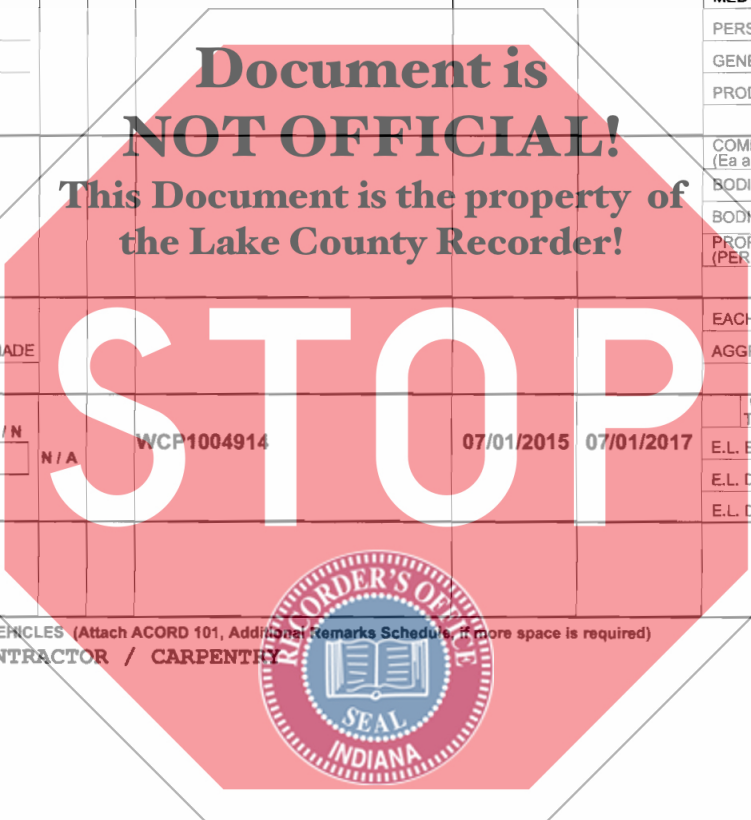 MED
PERS
GENE
PROD
Document is
NOT OFFICIAL!
This Document is the property of
the Lake County Recorder!
COMB
(Ea a
BODI
BODI
PROP
(PER
STOP
EACH
ADE
AGGR
/ N
N / A
WCP1004914 07/01/2015 07/01/2017
E.L. E
E.L. D
E.L. D
EHICLES (Attach ACORD 101, Additional Remarks Schedule, if more space is required)
NTRACTOR / CARPENTRY
RECORDER'S OFFICE
SEAL
INDIANA